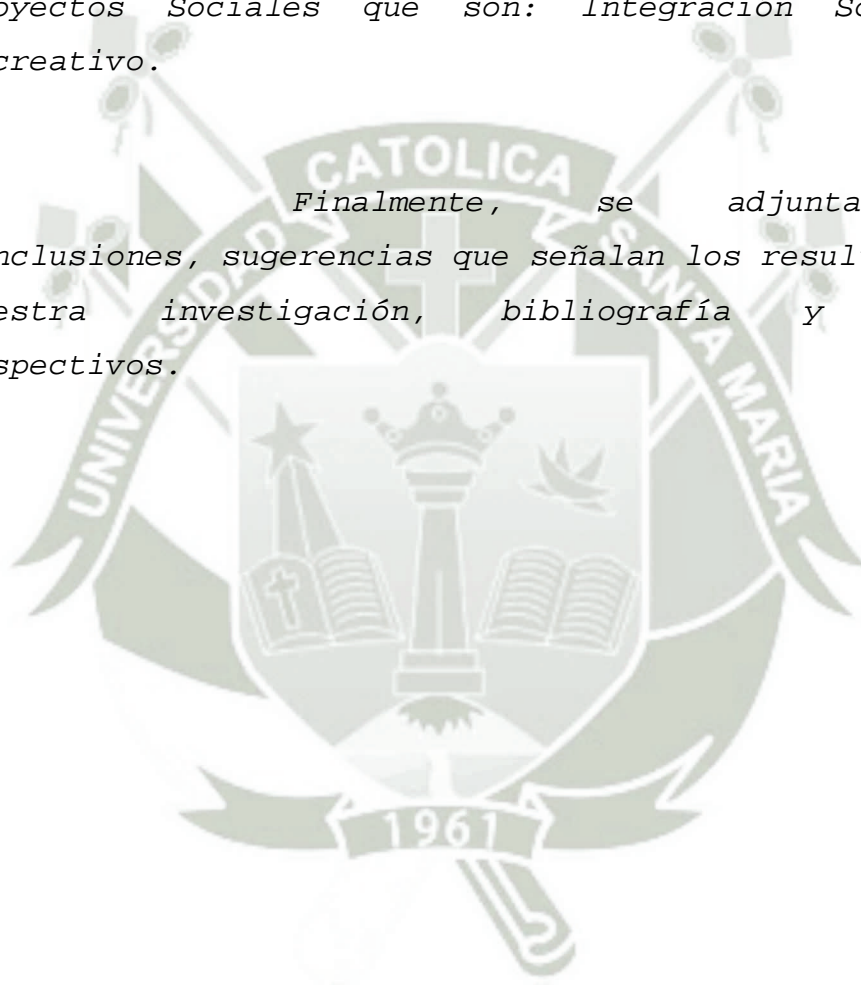 oyectos Sociales que son: Integración So
creativo.
CATOLICA
UNIVERSIDAD
SANTA MARIA
Finalmente, se adjunta
nclusiones, sugerencias que señalan los result
estra investigación, bibliografía y
spectivos.
1961